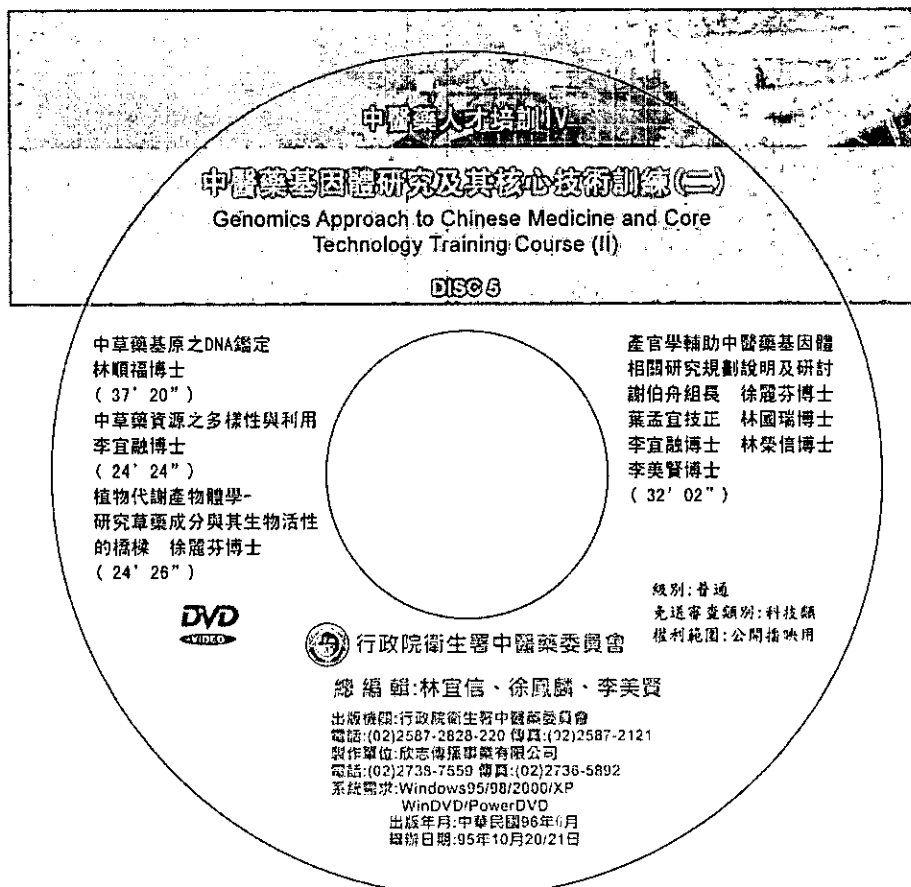 中醫藥人才培訓IV
中醫藥基因體研究及其核心技術訓練(二)
Genomics Approach to Chinese Medicine and Core
Technology Training Course (II)
DISC 5
中草藥基原之DNA鑑定
林順福博士
( 37' 20" )
中草藥資源之多樣性與利用
李宜融博士
( 24' 24" )
植物代謝產物體學-
研究草藥成分與其生物活性
的橋樑 徐麗芬博士
( 24' 26" )
產官學輔助中醫藥基因體
相關研究規劃說明及研討
謝伯舟組長 徐麗芬博士
葉孟宜技正 林國瑞博士
李宜融博士 林榮信博士
李美賢博士
( 32' 02" )
級別:普通
免送審查類別:科技類
權利範圍:公開播映用
DVD
VIDEO
行政院衛生署中醫藥委員會
總編輯:林宜信、徐鳳麟、李美賢
出版機關:行政院衛生署中醫藥委員會
電話:(02)2587-2828-220 傳真:(02)2587-2121
製作單位:欣志傳播事業有限公司
電話:(02)2738-7559 傳真:(02)2736-5892
系統需求:Windows95/98/2000/XP
WinDVD/PowerDVD
出版年月:中華民國96年6月
舉辦日期:95年10月20/21日